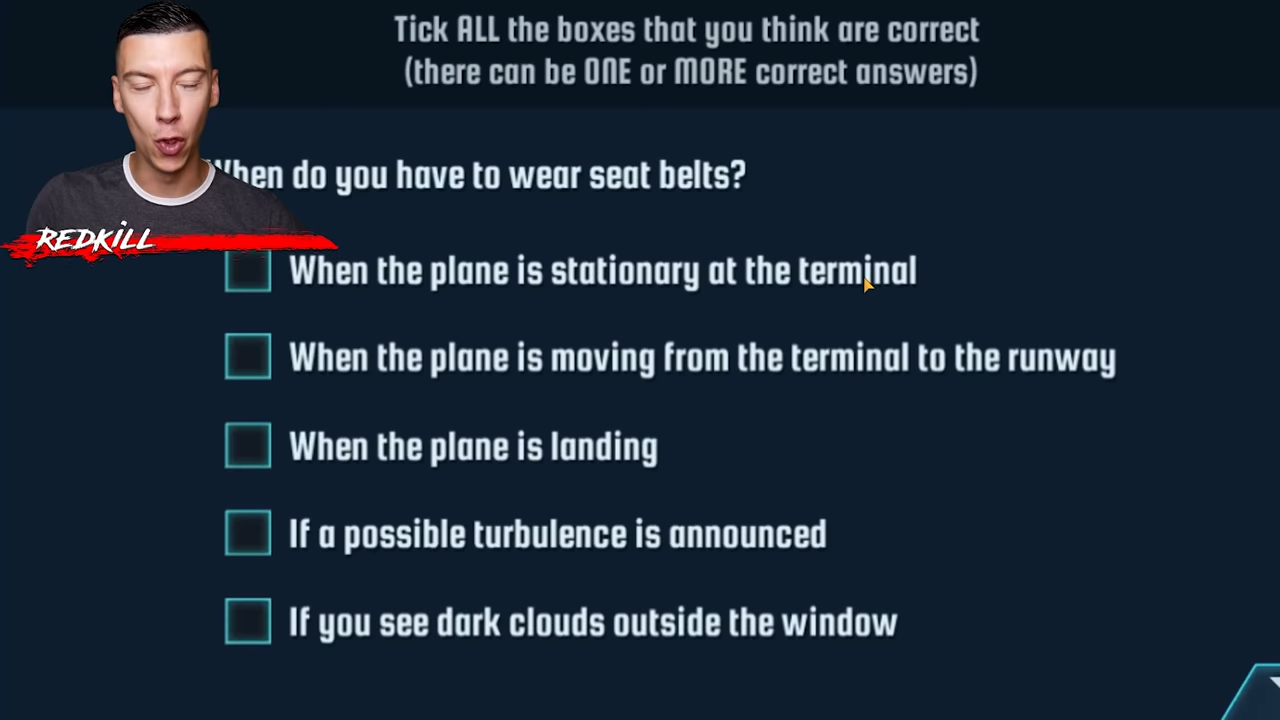 Tick ALL the boxes that you think are correct
(there can be ONE or MORE correct answers)
When do you have to wear seat belts?
REDKILL
When the plane is stationary at the terminal
When the plane is moving from the terminal to the runway
When the plane is landing
If a possible turbulence is announced
If you see dark clouds outside the window